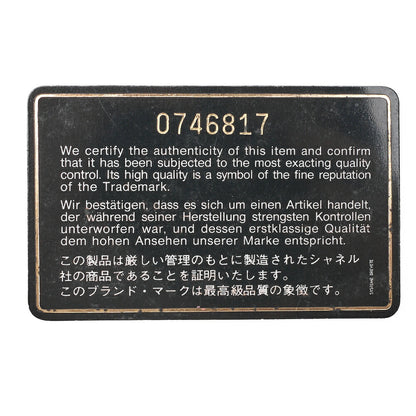 0746817
We certify the authenticity of this item and confirm
that it has been subjected to the most exacting quality
control. Its high quality is a symbol of the fine reputation
of the Trademark.
Wir bestätigen, dass es sich um einen Artikel handelt,
der während seiner Herstellung strengsten Kontrollen
unterworfen war, und dessen erstklassige Qualität
dem hohen Ansehen unserer Marke entspricht.
この製品は厳しい管理のもとに製造されたシャネル
社の商品であることを証明いたします。
このブランド・マークは最高級品質の象徴です。